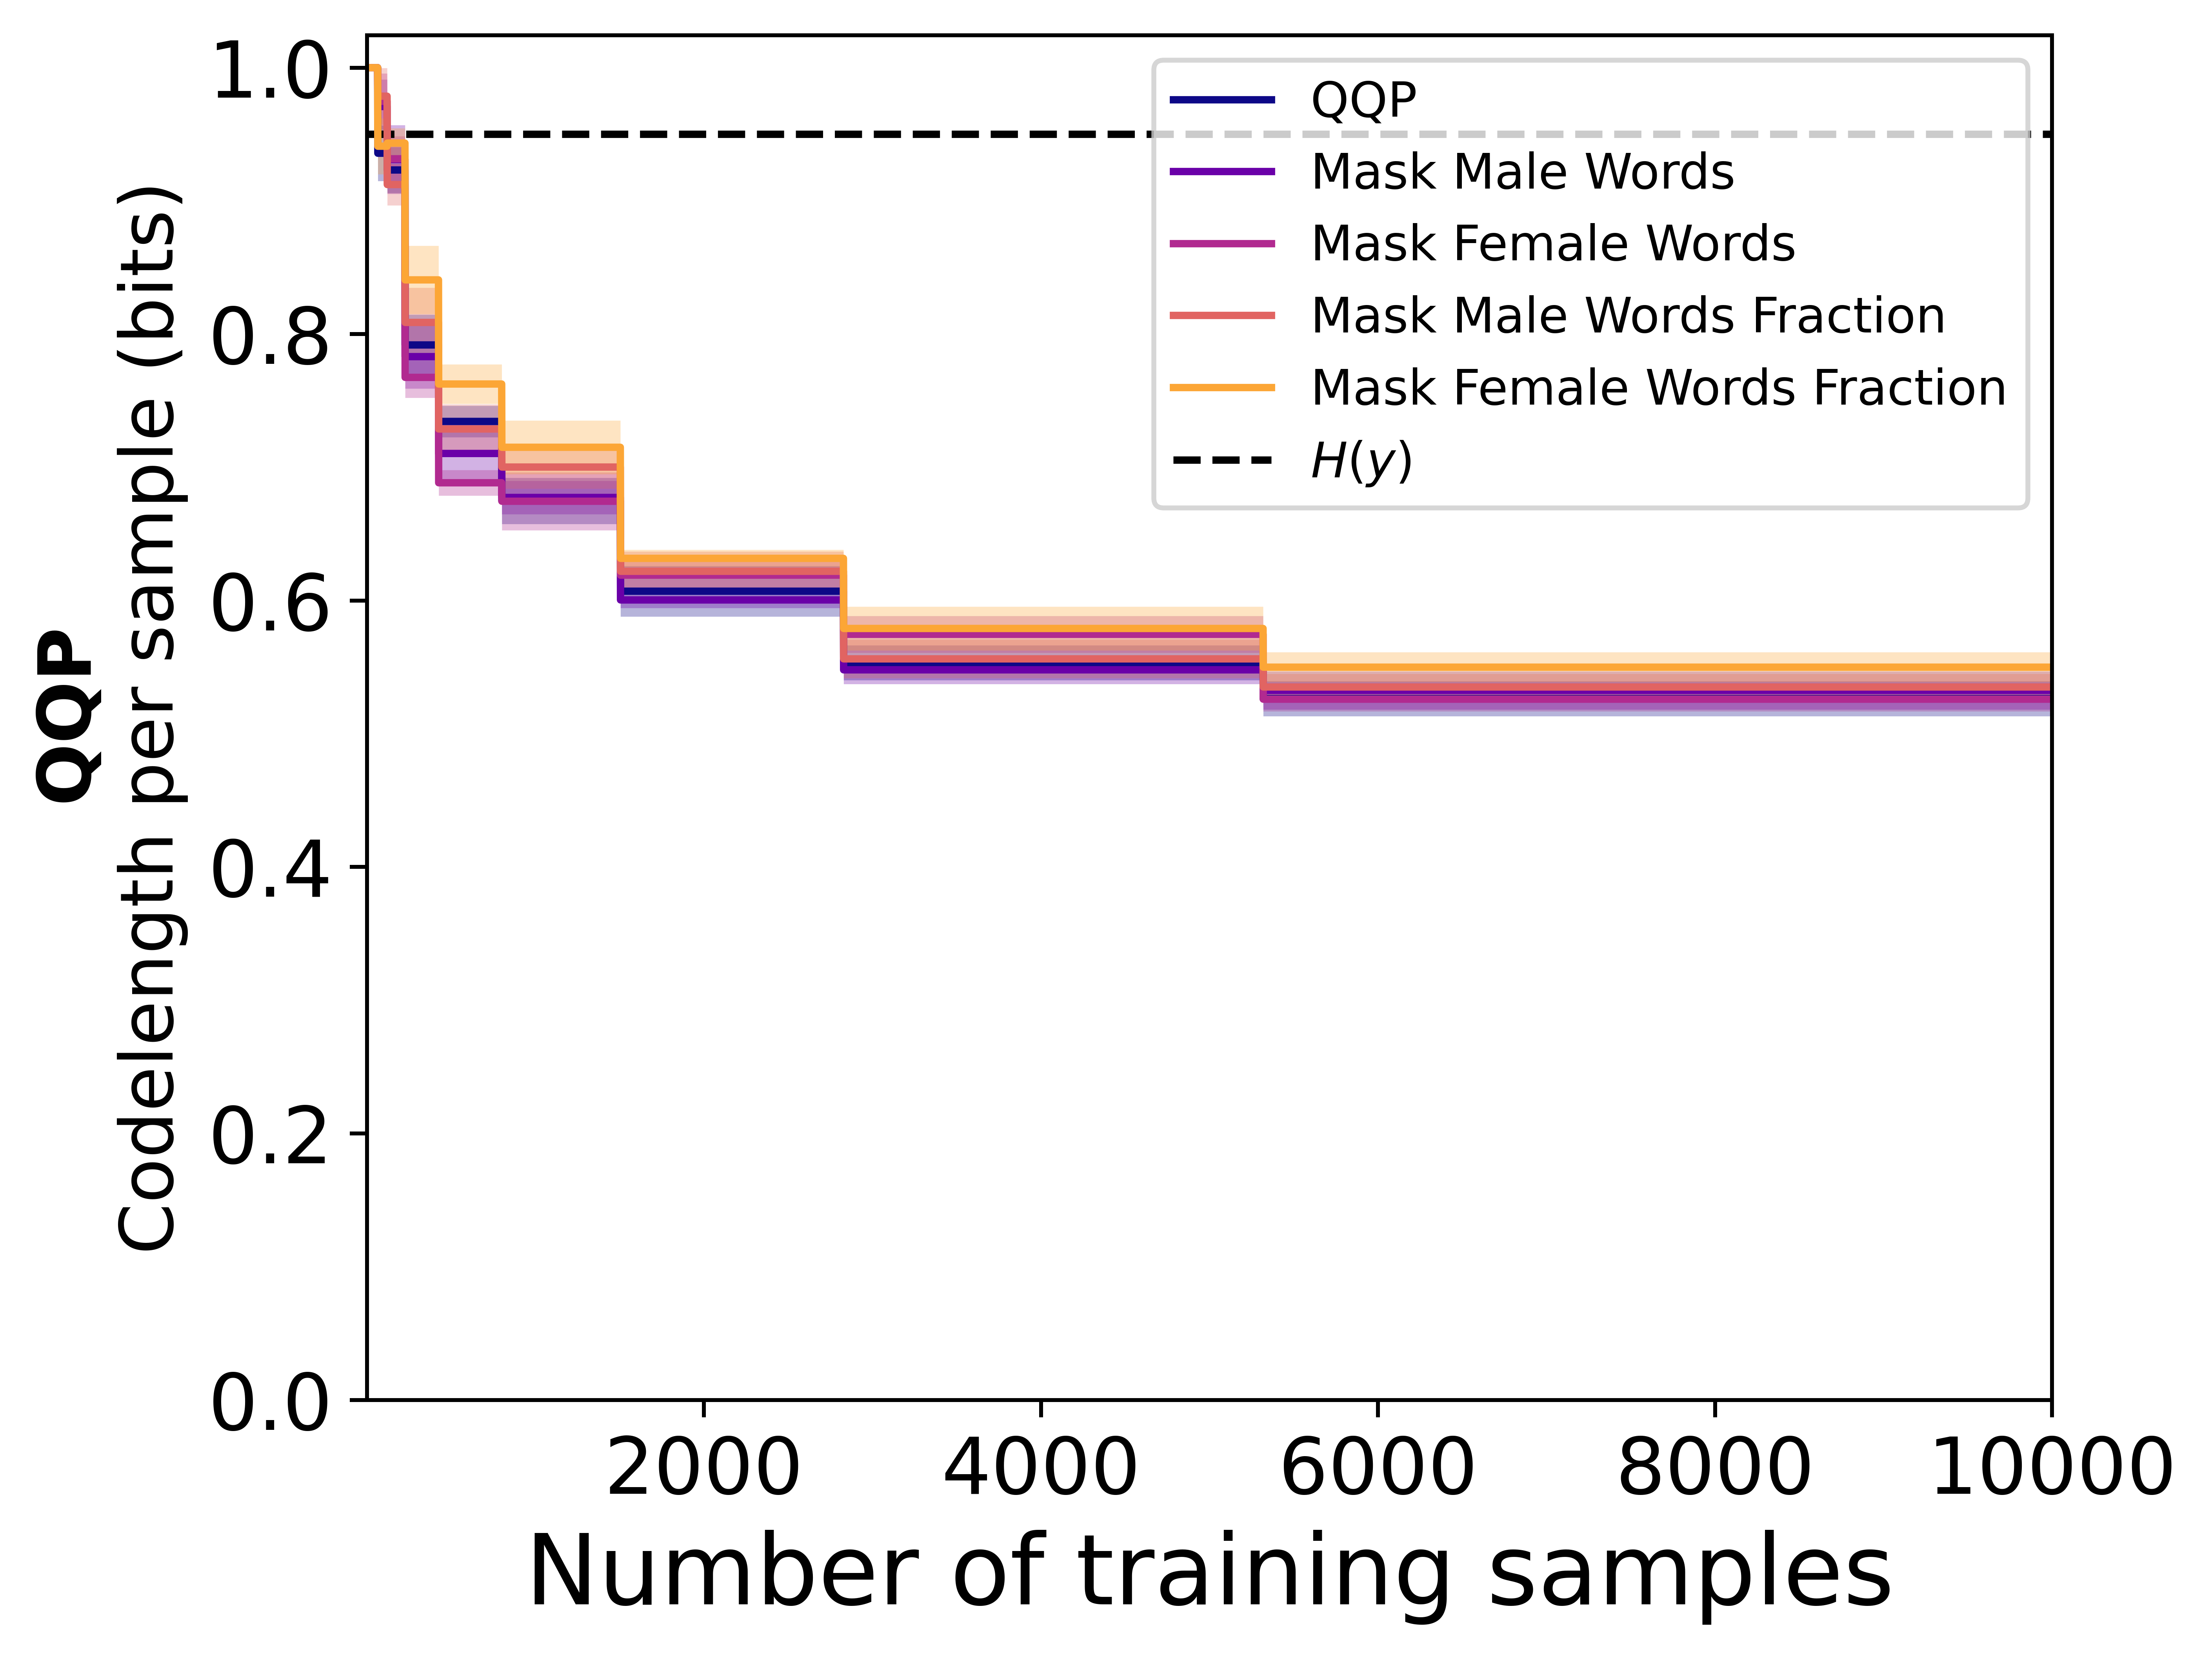 QQP
Codelength per sample (bits)
1.0
0.8
0.6
0.4
0.2
0.0
QQP
Mask Male Words
Mask Female Words
Mask Male Words Fraction
Mask Female Words Fraction
H(y)
2000 4000 6000 8000 10000
Number of training samples